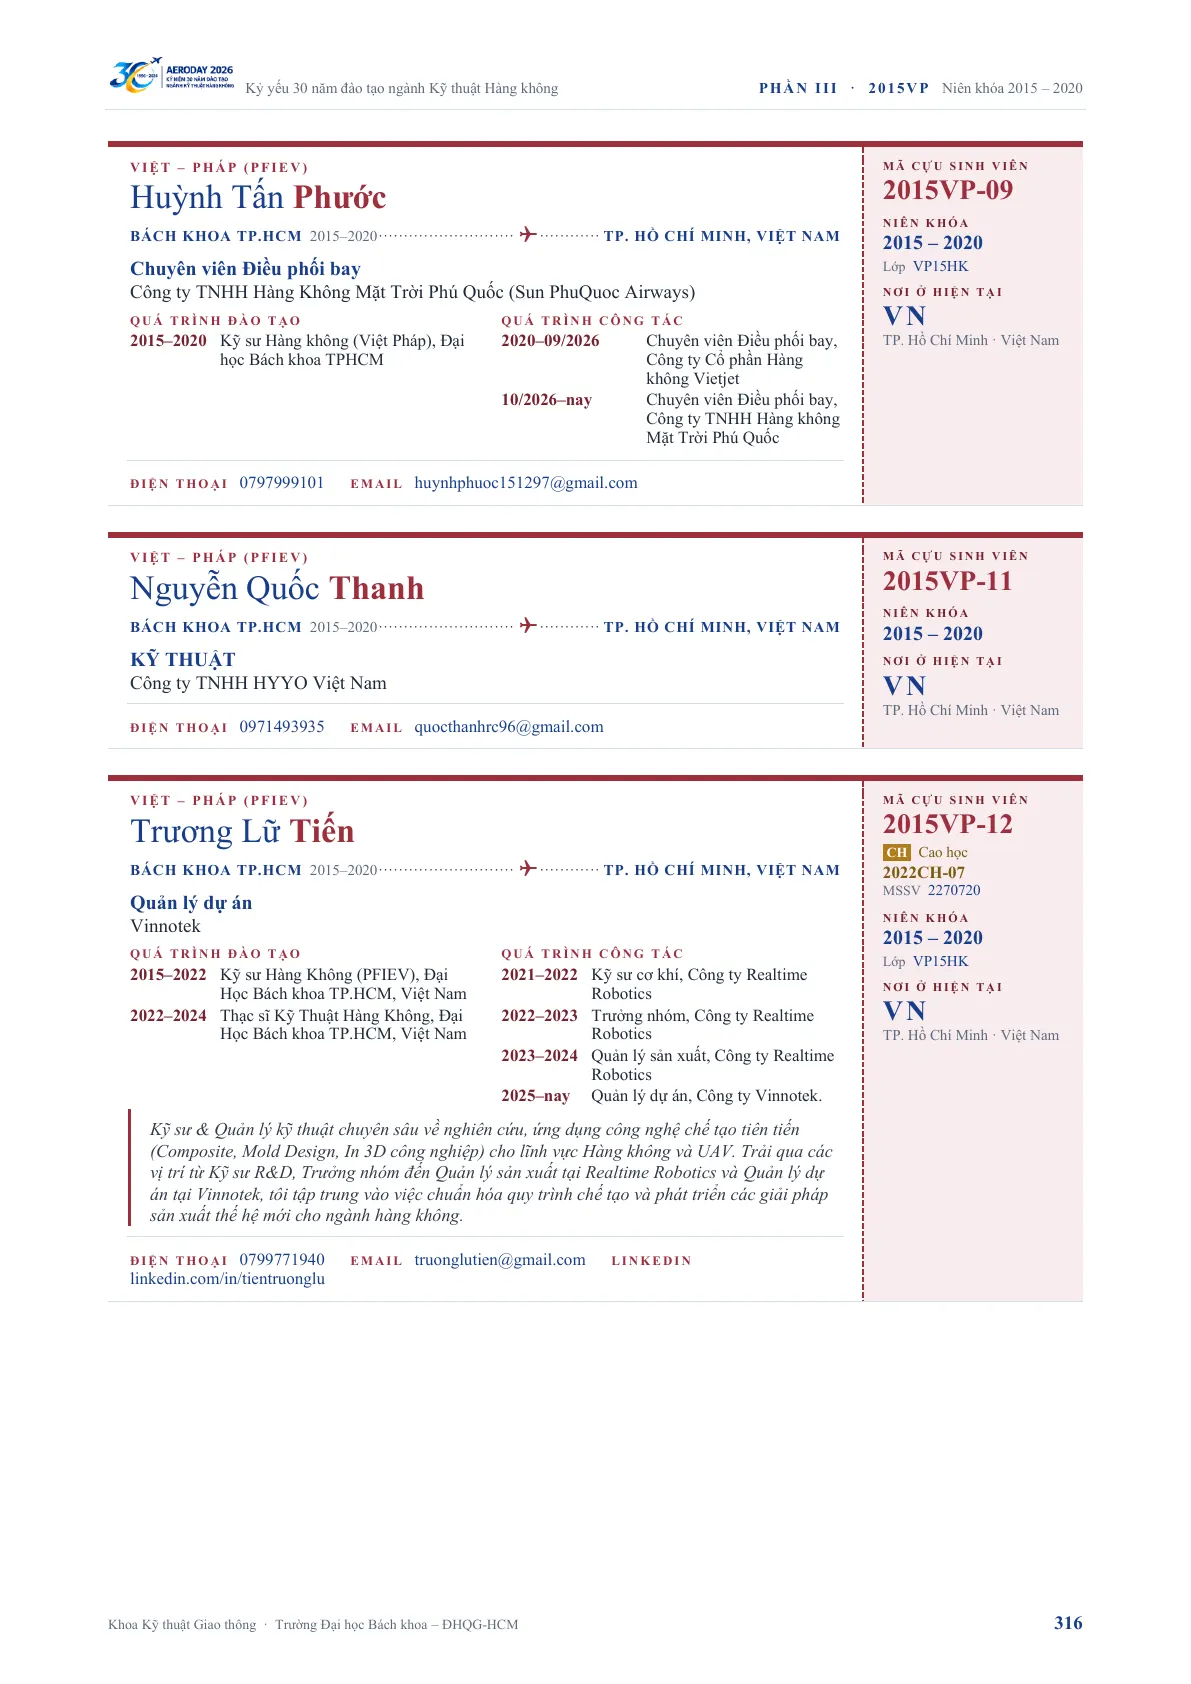 AERODAY 2026
KỶ NIỆM 30 NĂM ĐÀO TẠO
NGÀNH KỸ THUẬT HÀNG KHÔNG
Kỷ yếu 30 năm đào tạo ngành Kỹ thuật Hàng không
PHẦN III · 2015VP Niên khóa 2015 – 2020
VIỆT – PHÁP (PFIEV)
Huỳnh Tấn Phước
BÁCH KHOA TP.HCM 2015–2020 TP. HỒ CHÍ MINH, VIỆT NAM
Chuyên viên Điều phối bay
Công ty TNHH Hàng Không Mặt Trời Phú Quốc (Sun PhuQuoc Airways)
QUÁ TRÌNH ĐÀO TẠO
2015–2020 Kỹ sư Hàng không (Việt Pháp), Đại
học Bách khoa TPHCM
QUÁ TRÌNH CÔNG TÁC
2020–09/2026 Chuyên viên Điều phối bay,
Công ty Cổ phần Hàng
không Vietjet
10/2026–nay Chuyên viên Điều phối bay,
Công ty TNHH Hàng không
Mặt Trời Phú Quốc
ĐIỆN THOẠI 0797999101 EMAIL huynhphuoc151297@gmail.com
MÃ CỰU SINH VIÊN
2015VP-09
NIÊN KHÓA
2015 – 2020
Lớp VP15HK
NƠI Ở HIỆN TẠI
VN
TP. Hồ Chí Minh · Việt Nam
VIỆT – PHÁP (PFIEV)
Nguyễn Quốc Thanh
BÁCH KHOA TP.HCM 2015–2020 TP. HỒ CHÍ MINH, VIỆT NAM
KỸ THUẬT
Công ty TNHH HYYO Việt Nam
ĐIỆN THOẠI 0971493935 EMAIL quocthanhrc96@gmail.com
MÃ CỰU SINH VIÊN
2015VP-11
NIÊN KHÓA
2015 – 2020
NƠI Ở HIỆN TẠI
VN
TP. Hồ Chí Minh · Việt Nam
VIỆT – PHÁP (PFIEV)
Trương Lữ Tiến
BÁCH KHOA TP.HCM 2015–2020 TP. HỒ CHÍ MINH, VIỆT NAM
Quản lý dự án
Vinnotek
QUÁ TRÌNH ĐÀO TẠO
2015–2022 Kỹ sư Hàng Không (PFIEV), Đại
Học Bách khoa TP.HCM, Việt Nam
2022–2024 Thạc sĩ Kỹ Thuật Hàng Không, Đại
Học Bách khoa TP.HCM, Việt Nam
QUÁ TRÌNH CÔNG TÁC
2021–2022 Kỹ sư cơ khí, Công ty Realtime
Robotics
2022–2023 Trưởng nhóm, Công ty Realtime
Robotics
2023–2024 Quản lý sản xuất, Công ty Realtime
Robotics
2025–nay Quản lý dự án, Công ty Vinnotek.
Kỹ sư & Quản lý kỹ thuật chuyên sâu về nghiên cứu, ứng dụng công nghệ chế tạo tiên tiến
(Composite, Mold Design, In 3D công nghiệp) cho lĩnh vực Hàng không và UAV. Trải qua các
vị trí từ Kỹ sư R&D, Trưởng nhóm đến Quản lý sản xuất tại Realtime Robotics và Quản lý dự
án tại Vinnotek, tôi tập trung vào việc chuẩn hóa quy trình chế tạo và phát triển các giải pháp
sản xuất thế hệ mới cho ngành hàng không.
ĐIỆN THOẠI 0799771940 EMAIL truonglutien@gmail.com LINKEDIN
linkedin.com/in/tientruonglu
MÃ CỰU SINH VIÊN
2015VP-12
CH Cao học
2022CH-07
MSSV 2270720
NIÊN KHÓA
2015 – 2020
Lớp VP15HK
NƠI Ở HIỆN TẠI
VN
TP. Hồ Chí Minh · Việt Nam
Khoa Kỹ thuật Giao thông · Trường Đại học Bách khoa – ĐHQG-HCM
316